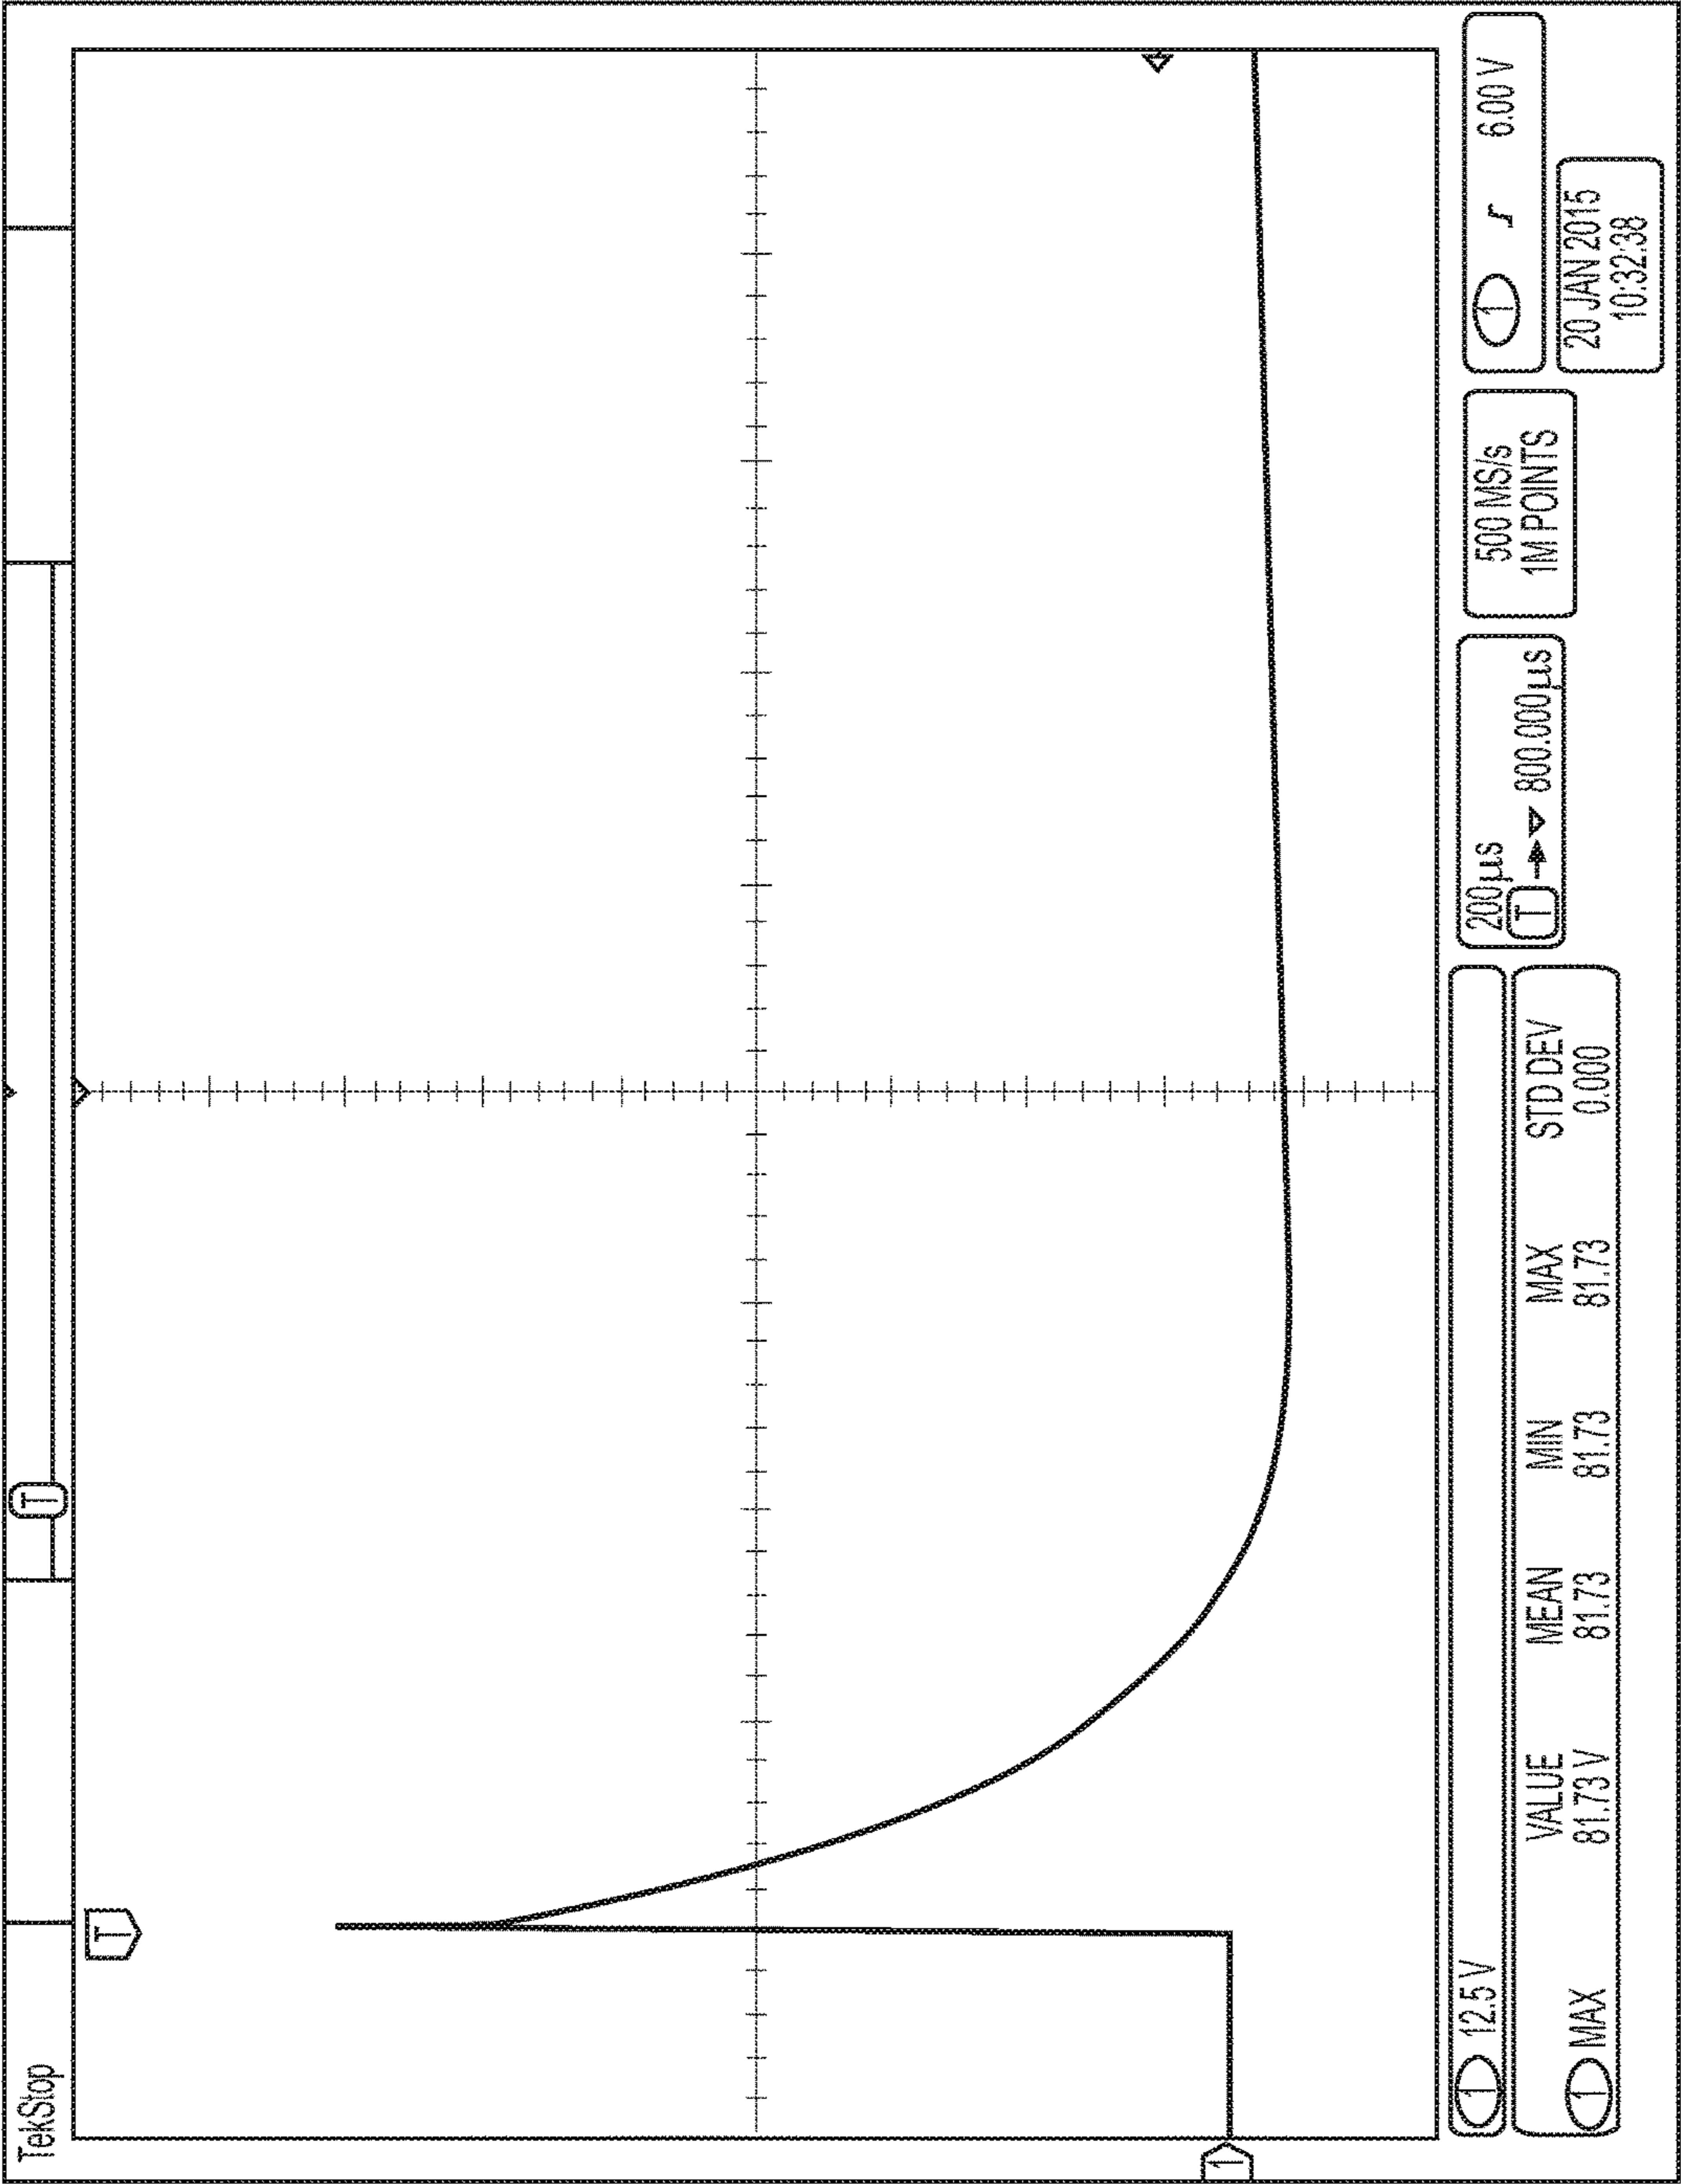 TekStop
T
T
1
1 12.5 V
200µs
T 800.000µs
500 MS/s
1M POINTS
1 6.00 V
VALUE MEAN MIN MAX STD DEV
1 MAX 81.73 V 81.73 81.73 81.73 0.000
20 JAN 2015
10:32:38